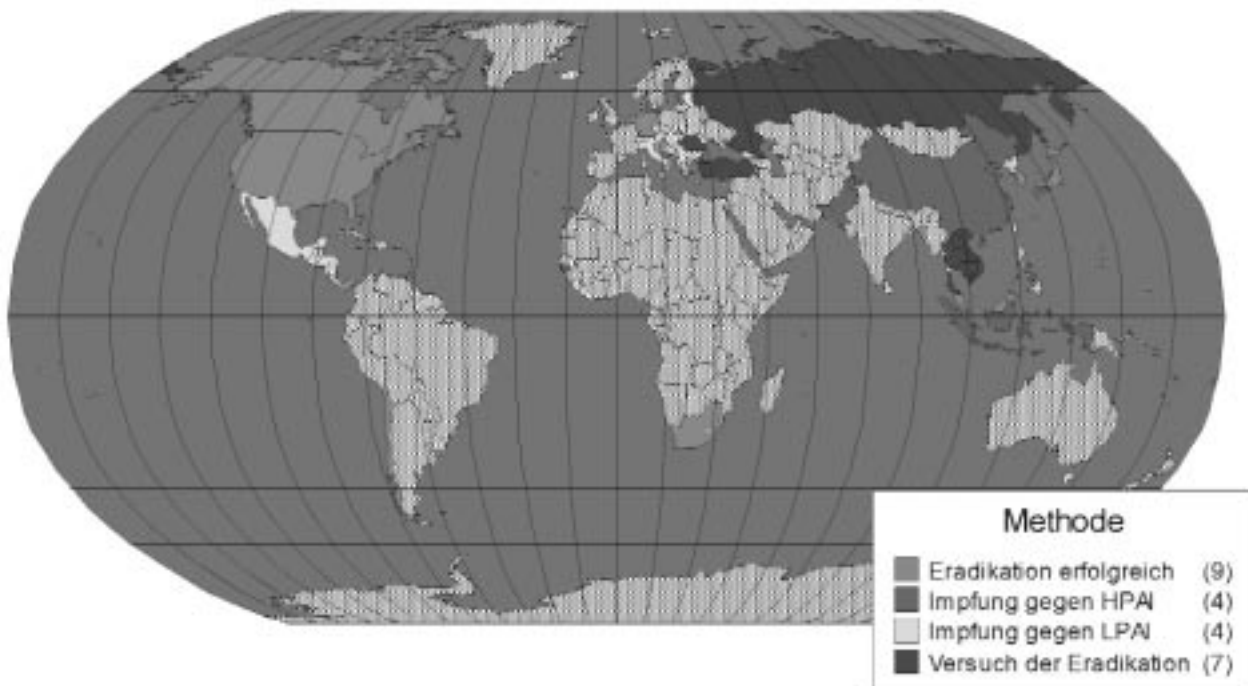 Methode
Eradikation erfolgreich (9)
Impfung gegen HPAI (4)
Impfung gegen LPAI (4)
Versuch der Eradikation (7)